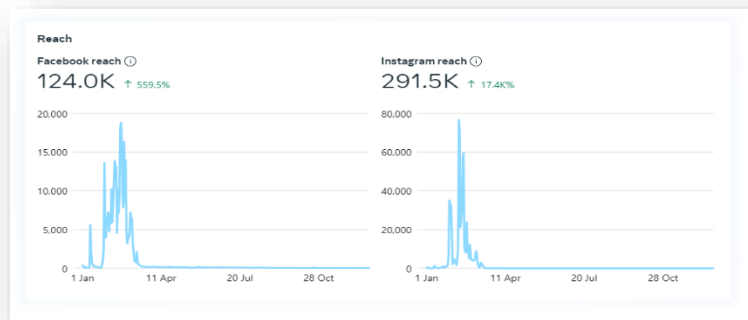 Reach
Facebook reach
124.0K ↑ 559.5%
20,000
15,000
10,000
5,000
0
1 Jan 11 Apr 20 Jul 28 Oct
Instagram reach
291.5K ↑ 17.4K%
80,000
60,000
40,000
20,000
0
1 Jan 11 Apr 20 Jul 28 Oct